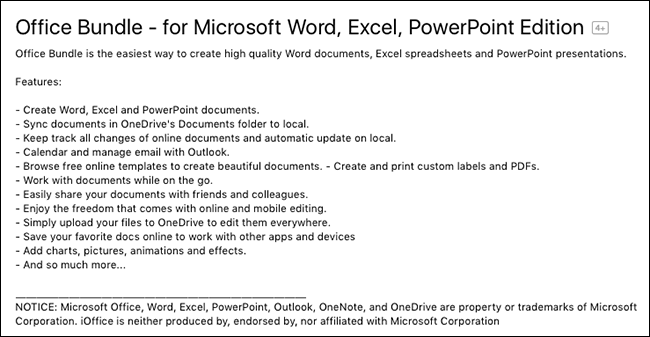 Office Bundle - for Microsoft Word, Excel, PowerPoint Edition 4+
Office Bundle is the easiest way to create high quality Word documents, Excel spreadsheets and PowerPoint presentations.
Features:
- Create Word, Excel and PowerPoint documents.
- Sync documents in OneDrive's Documents folder to local.
- Keep track all changes of online documents and automatic update on local.
- Calendar and manage email with Outlook.
- Browse free online templates to create beautiful documents. - Create and print custom labels and PDFs.
- Work with documents while on the go.
- Easily share your documents with friends and colleagues.
- Enjoy the freedom that comes with online and mobile editing.
- Simply upload your files to OneDrive to edit them everywhere.
- Save your favorite docs online to work with other apps and devices
- Add charts, pictures, animations and effects.
- And so much more...
NOTICE: Microsoft Office, Word, Excel, PowerPoint, Outlook, OneNote, and OneDrive are property or trademarks of Microsoft
Corporation. iOffice is neither produced by, endorsed by, nor affiliated with Microsoft Corporation